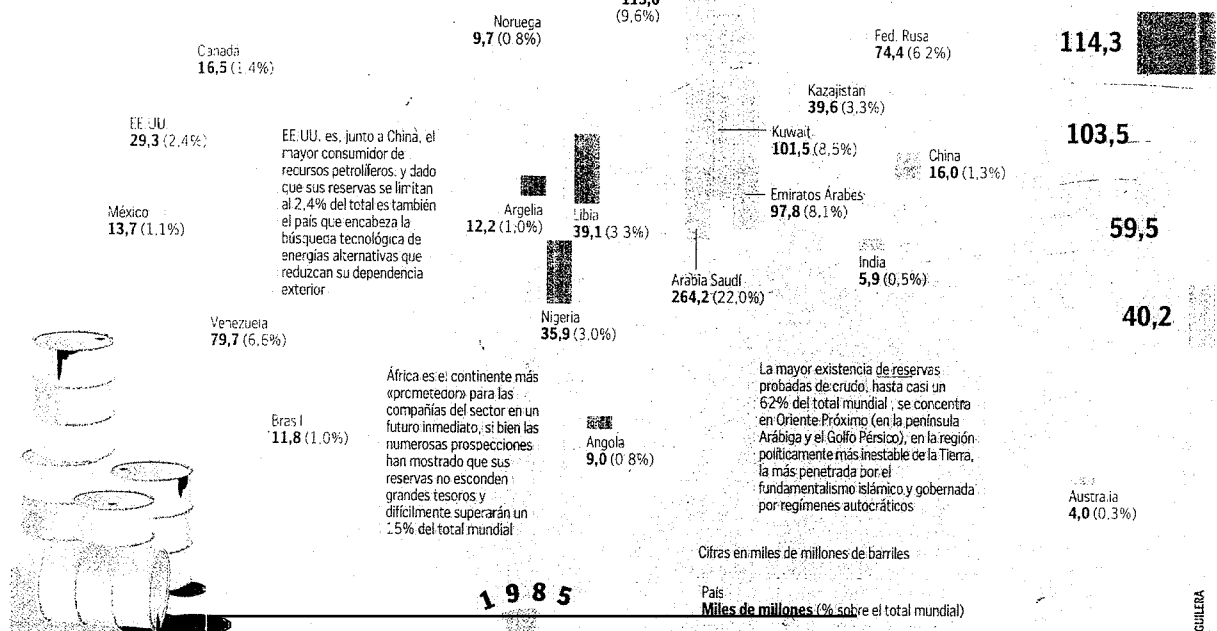 115,0
(9,6%)
Noruega
9,7 (0,8%)
Canadá
16,5 (1,4%)
Fed. Rusa
74,4 (6,2%)
114,3
Kazajistán
39,6 (3,3%)
EE.UU.
29,3 (2,4%)
EE.UU. es, junto a China, el
mayor consumidor de
recursos petrolíferos, y dado
que sus reservas se limitan
al 2,4% del total es también
el país que encabeza la
búsqueda tecnológica de
energías alternativas que
reduzcan su dependencia
exterior
Kuwait
101,5 (8,5%)
103,5
China
16,0 (1,3%)
Emiratos Árabes
97,8 (8,1%)
México
13,7 (1,1%)
Argelia
12,2 (1,0%)
Libia
39,1 (3,3%)
59,5
India
5,9 (0,5%)
Arabia Saudí
264,2 (22,0%)
Venezuela
79,7 (6,6%)
Nigeria
35,9 (3,0%)
40,2
África es el continente más
«prometedor» para las
compañías del sector en un
futuro inmediato, si bien las
numerosas prospecciones
han mostrado que sus
reservas no esconden
grandes tesoros y
difícilmente superarán un
15% del total mundial
La mayor existencia de reservas
probadas de crudo, hasta casi un
62% del total mundial, se concentra
en Oriente Próximo (en la península
Arábiga y el Golfo Pérsico), en la región
políticamente más inestable de la Tierra,
la más penetrada por el
fundamentalismo islámico y gobernada
por regímenes autocráticos
Brasil
11,8 (1,0%)
Angola
9,0 (0,8%)
Australia
4,0 (0,3%)
Cifras en miles de millones de barriles
1985
País
Miles de millones (% sobre el total mundial)